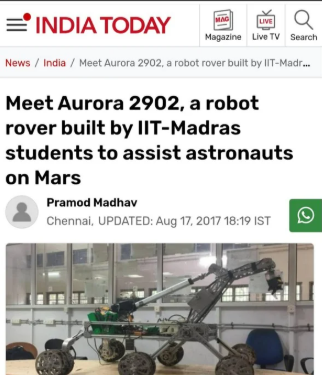 INDIA TODAY
MAG
Magazine
LIVE
Live TV
Search
News / India / Meet Aurora 2902, a robot rover built by IIT-Madr...
Meet Aurora 2902, a robot
rover built by IIT-Madras
students to assist astronauts
on Mars
Pramod Madhav
Chennai, UPDATED: Aug 17, 2017 18:19 IST